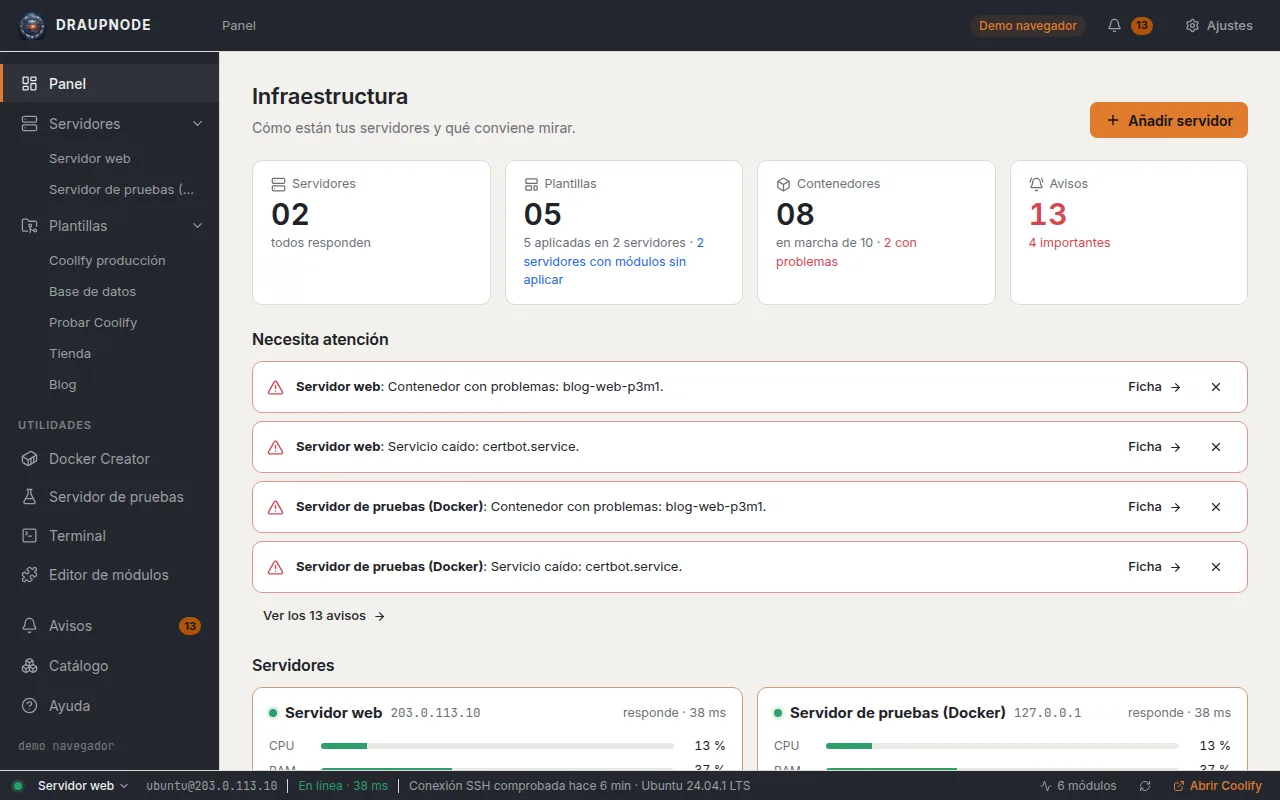 DRAUPNODE
Panel
Demo navegador
13
Ajustes
Panel
Servidores
Servidor web
Servidor de pruebas (...
Plantillas
Coolify producción
Base de datos
Probar Coolify
Tienda
Blog
UTILIDADES
Docker Creator
Servidor de pruebas
Terminal
Editor de módulos
Avisos
13
Catálogo
Ayuda
demo navegador
Infraestructura
Cómo están tus servidores y qué conviene mirar.
+ Añadir servidor
Servidores
02
todos responden
Plantillas
05
5 aplicadas en 2 servidores · 2
servidores con módulos sin
aplicar
Contenedores
08
en marcha de 10 · 2 con
problemas
Avisos
13
4 importantes
Necesita atención
Servidor web: Contenedor con problemas: blog-web-p3m1.
Ficha →
Servidor web: Servicio caído: certbot.service.
Ficha →
Servidor de pruebas (Docker): Contenedor con problemas: blog-web-p3m1.
Ficha →
Servidor de pruebas (Docker): Servicio caído: certbot.service.
Ficha →
Ver los 13 avisos →
Servidores
Servidor web 203.0.113.10 responde · 38 ms
CPU 13 %
RAM 37 %
Servidor de pruebas (Docker) 127.0.0.1 responde · 38 ms
CPU 13 %
RAM 37 %
Servidor web
ubuntu@203.0.113.10
En línea · 38 ms
Conexión SSH comprobada hace 6 min · Ubuntu 24.04.1 LTS
6 módulos
Abrir Coolify